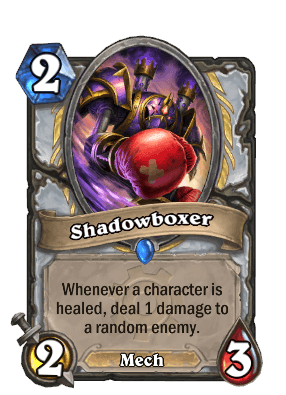 2
Shadowboxer
Whenever a character is
healed, deal 1 damage to
a random enemy.
2
Mech
3